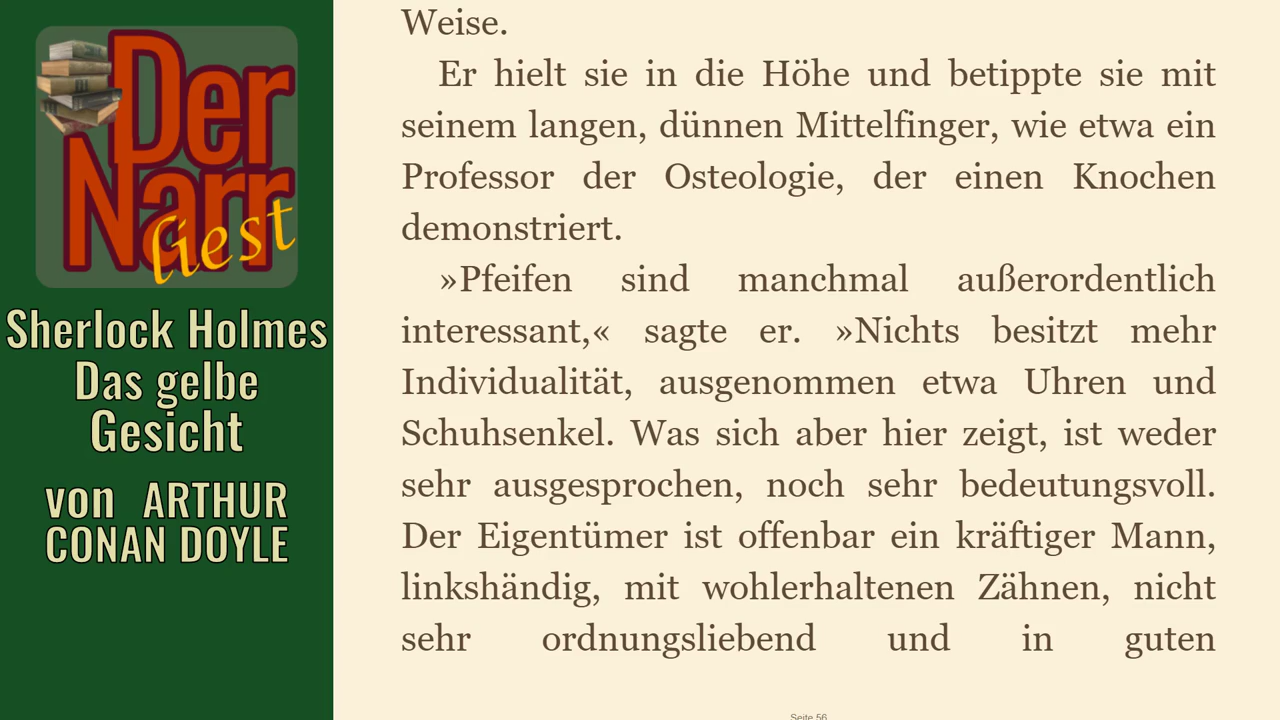 Der
Narr
liest
Sherlock Holmes
Das gelbe
Gesicht
von ARTHUR
CONAN DOYLE
Weise.
Er hielt sie in die Höhe und betippte sie mit
seinem langen, dünnen Mittelfinger, wie etwa ein
Professor der Osteologie, der einen Knochen
demonstriert.
»Pfeifen sind manchmal außerordentlich
interessant,« sagte er. »Nichts besitzt mehr
Individualität, ausgenommen etwa Uhren und
Schuhsenkel. Was sich aber hier zeigt, ist weder
sehr ausgesprochen, noch sehr bedeutungsvoll.
Der Eigentümer ist offenbar ein kräftiger Mann,
linkshändig, mit wohlerhaltenen Zähnen, nicht
sehr ordnungsliebend und in guten
Seite 56